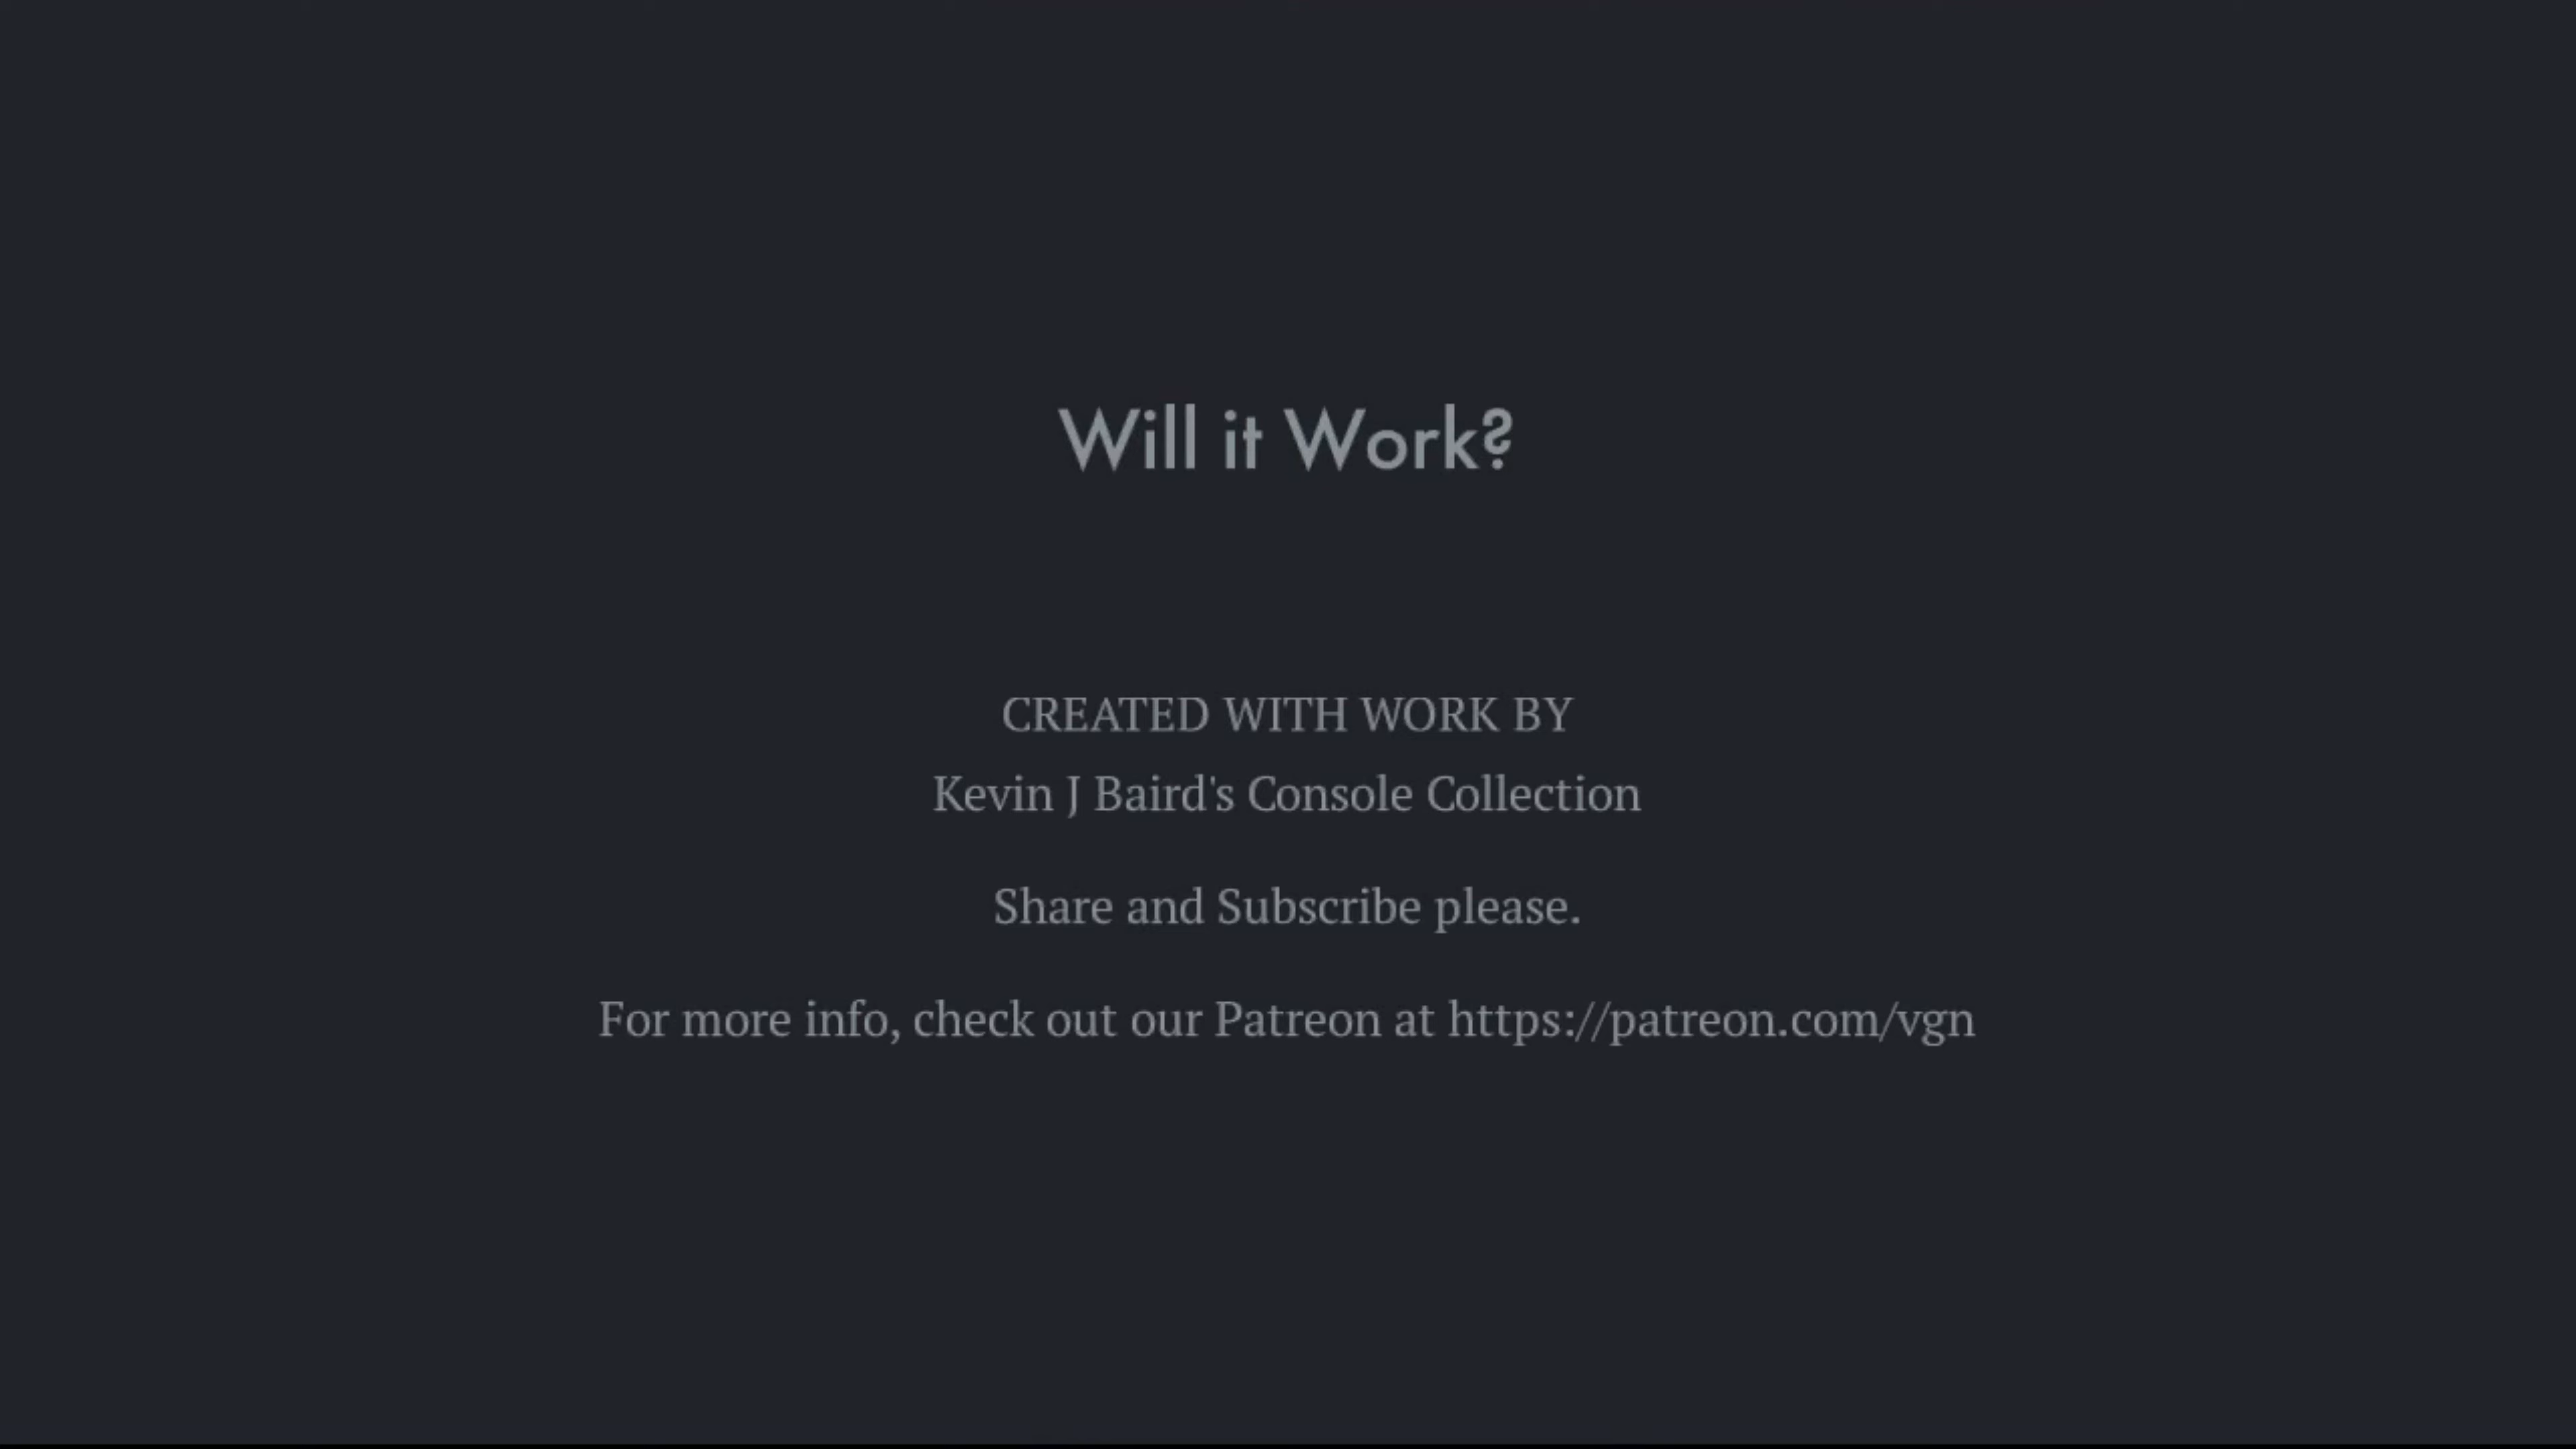 Will it Work?
CREATED WITH WORK BY
Kevin J Baird's Console Collection
Share and Subscribe please.
For more info, check out our Patreon at https://patreon.com/vgn